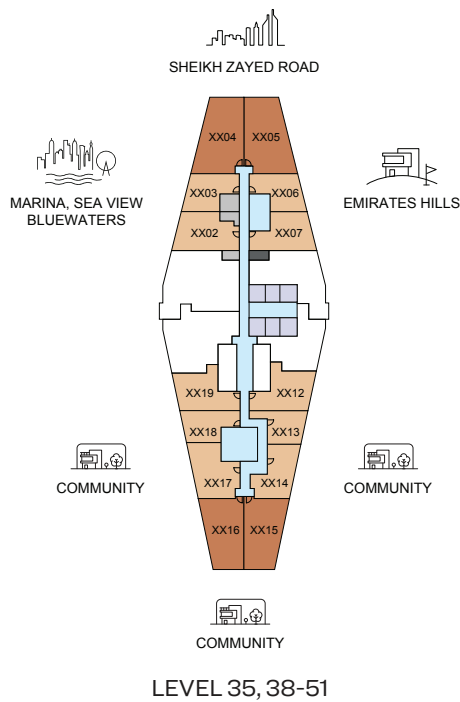 SHEIKH ZAYED ROAD
XX04
XX05
MARINA, SEA VIEW
BLUEWATERS
EMIRATES HILLS
XX03
XX06
XX02
XX07
XX19
XX12
XX18
XX13
XX17
XX14
COMMUNITY
COMMUNITY
XX16
XX15
COMMUNITY
LEVEL 35, 38-51